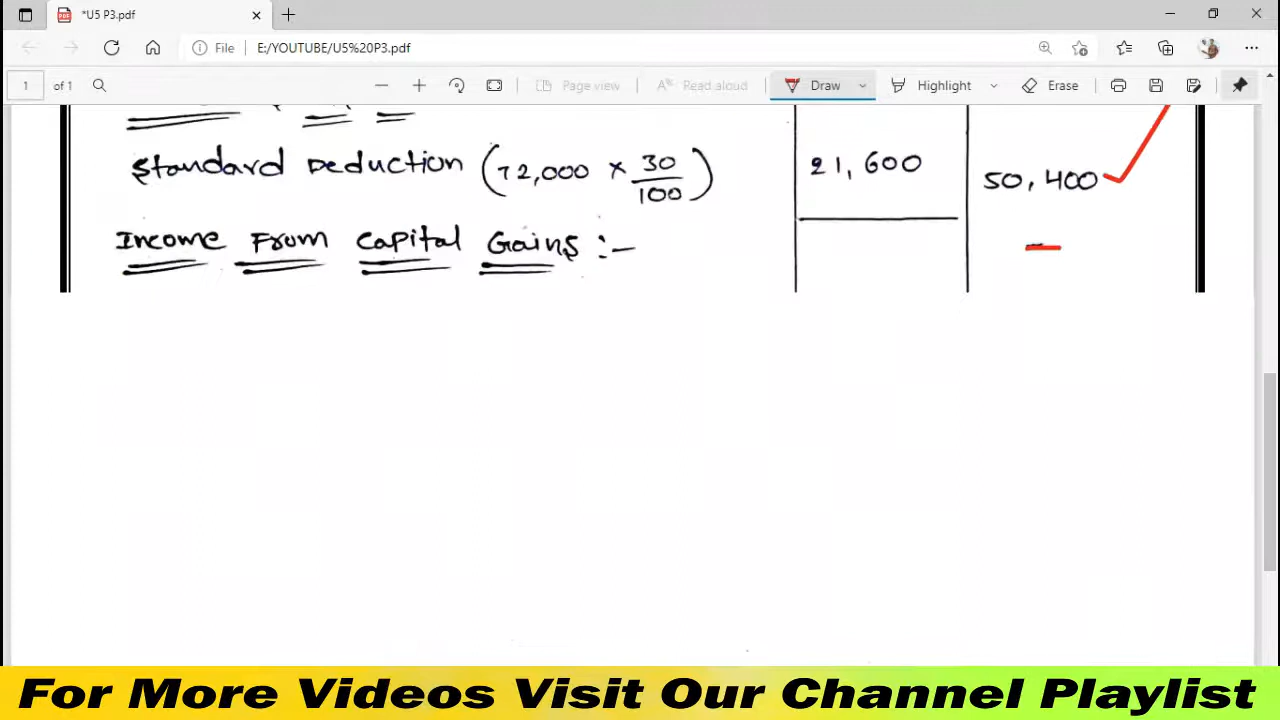 *U5 P3.pdf
File E:/YOUTUBE/U5%20P3.pdf
1 of 1 Page view Read aloud Draw Highlight Erase
Standard Deduction (72,000 × 30/100) 21,600 50,400
Income From Capital Gains :- —
For More Videos Visit Our Channel Playlist